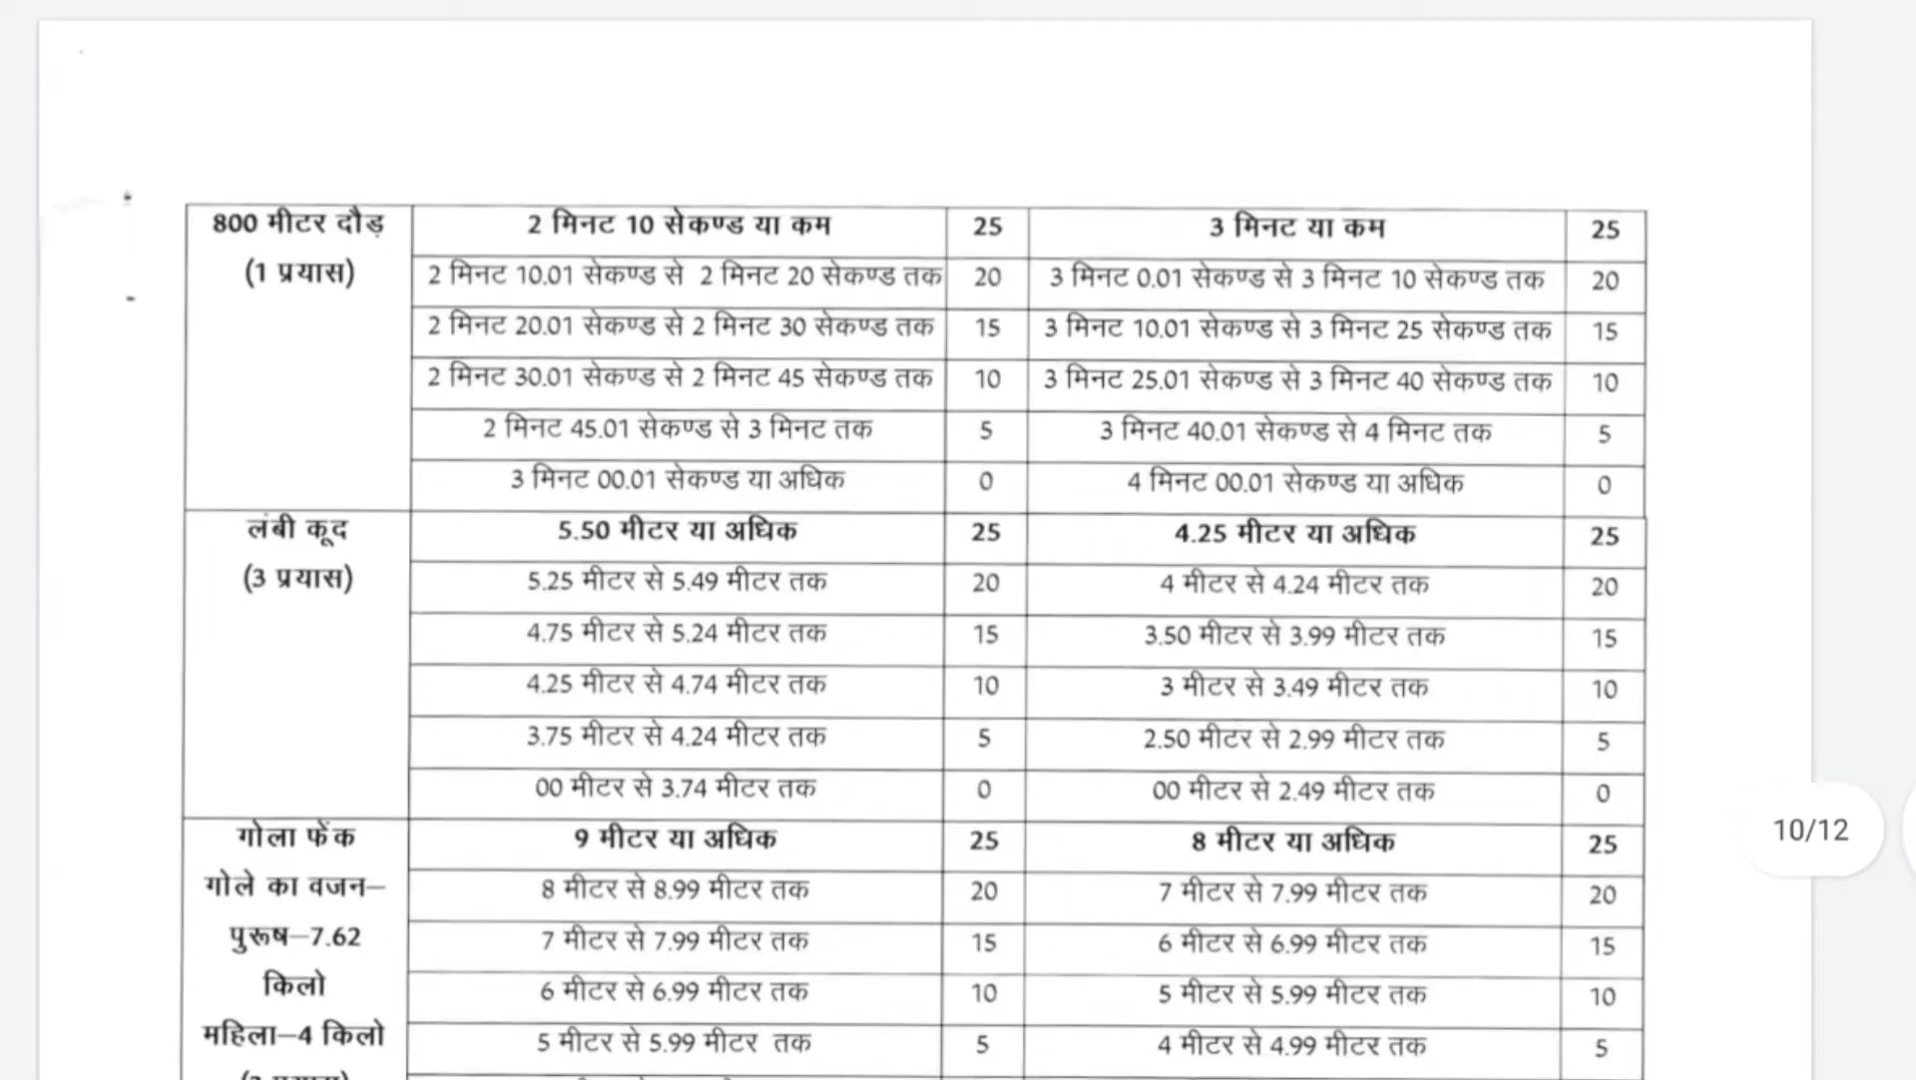 800 मीटर दौड़ 2 मिनट 10 सेकण्ड या कम 25 3 मिनट या कम 25
(1 प्रयास) 2 मिनट 10.01 सेकण्ड से 2 मिनट 20 सेकण्ड तक 20 3 मिनट 0.01 सेकण्ड से 3 मिनट 10 सेकण्ड तक 20
2 मिनट 20.01 सेकण्ड से 2 मिनट 30 सेकण्ड तक 15 3 मिनट 10.01 सेकण्ड से 3 मिनट 25 सेकण्ड तक 15
2 मिनट 30.01 सेकण्ड से 2 मिनट 45 सेकण्ड तक 10 3 मिनट 25.01 सेकण्ड से 3 मिनट 40 सेकण्ड तक 10
2 मिनट 45.01 सेकण्ड से 3 मिनट तक 5 3 मिनट 40.01 सेकण्ड से 4 मिनट तक 5
3 मिनट 00.01 सेकण्ड या अधिक 0 4 मिनट 00.01 सेकण्ड या अधिक 0
लंबी कूद 5.50 मीटर या अधिक 25 4.25 मीटर या अधिक 25
(3 प्रयास) 5.25 मीटर से 5.49 मीटर तक 20 4 मीटर से 4.24 मीटर तक 20
4.75 मीटर से 5.24 मीटर तक 15 3.50 मीटर से 3.99 मीटर तक 15
4.25 मीटर से 4.74 मीटर तक 10 3 मीटर से 3.49 मीटर तक 10
3.75 मीटर से 4.24 मीटर तक 5 2.50 मीटर से 2.99 मीटर तक 5
00 मीटर से 3.74 मीटर तक 0 00 मीटर से 2.49 मीटर तक 0
गोला फेंक 9 मीटर या अधिक 25 8 मीटर या अधिक 25
गोले का वजन– 8 मीटर से 8.99 मीटर तक 20 7 मीटर से 7.99 मीटर तक 20
पुरूष–7.62 7 मीटर से 7.99 मीटर तक 15 6 मीटर से 6.99 मीटर तक 15
किलो 6 मीटर से 6.99 मीटर तक 10 5 मीटर से 5.99 मीटर तक 10
महिला–4 किलो 5 मीटर से 5.99 मीटर तक 5 4 मीटर से 4.99 मीटर तक 5
10/12